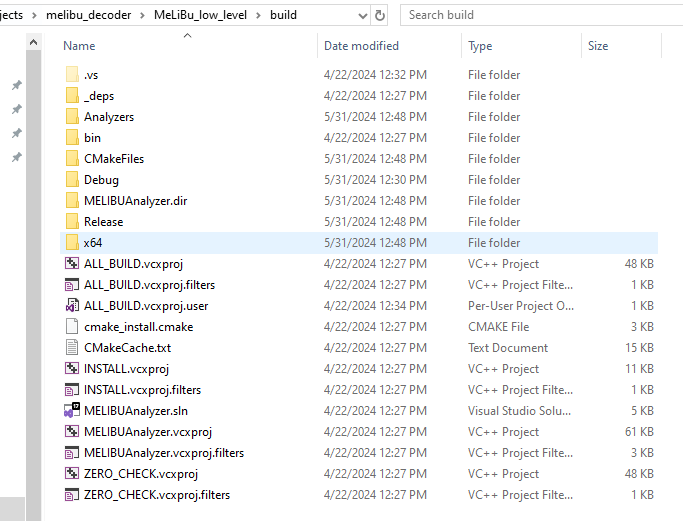 jects > melibu_decoder > MeLiBu_low_level > build Search build
Name Date modified Type Size
.vs 4/22/2024 12:32 PM File folder
_deps 4/22/2024 12:27 PM File folder
Analyzers 5/31/2024 12:48 PM File folder
bin 4/22/2024 12:27 PM File folder
CMakeFiles 5/31/2024 12:48 PM File folder
Debug 5/31/2024 12:30 PM File folder
MELIBUAnalyzer.dir 5/31/2024 12:48 PM File folder
Release 5/31/2024 12:48 PM File folder
x64 5/31/2024 12:48 PM File folder
ALL_BUILD.vcxproj 4/22/2024 12:27 PM VC++ Project 48 KB
ALL_BUILD.vcxproj.filters 4/22/2024 12:27 PM VC++ Project Filte... 1 KB
ALL_BUILD.vcxproj.user 4/22/2024 12:34 PM Per-User Project O... 1 KB
cmake_install.cmake 4/22/2024 12:27 PM CMAKE File 3 KB
CMakeCache.txt 4/22/2024 12:27 PM Text Document 15 KB
INSTALL.vcxproj 4/22/2024 12:27 PM VC++ Project 11 KB
INSTALL.vcxproj.filters 4/22/2024 12:27 PM VC++ Project Filte... 1 KB
MELIBUAnalyzer.sln 4/22/2024 12:27 PM Visual Studio Solu... 5 KB
MELIBUAnalyzer.vcxproj 4/22/2024 12:27 PM VC++ Project 61 KB
MELIBUAnalyzer.vcxproj.filters 4/22/2024 12:27 PM VC++ Project Filte... 3 KB
ZERO_CHECK.vcxproj 4/22/2024 12:27 PM VC++ Project 48 KB
ZERO_CHECK.vcxproj.filters 4/22/2024 12:27 PM VC++ Project Filte... 1 KB